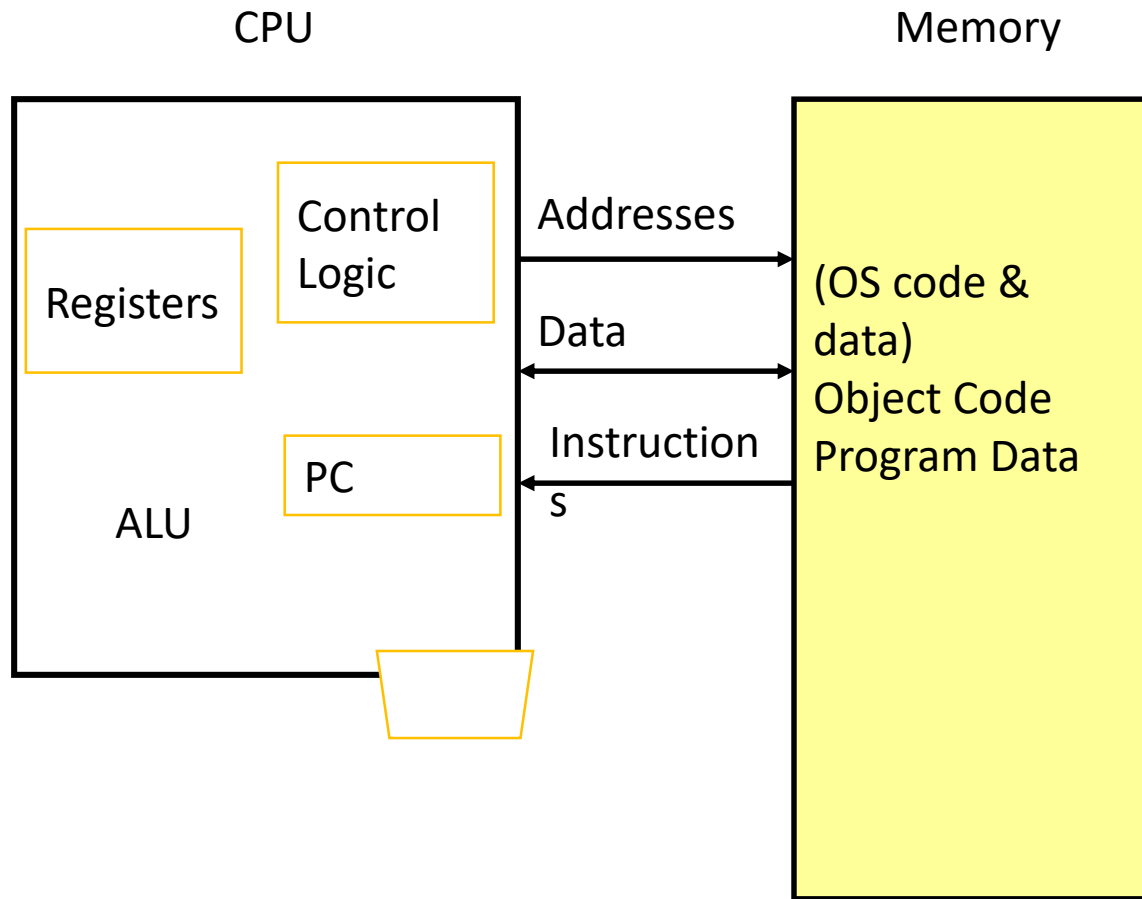 CPU
Memory
Control
Logic
Registers
PC
ALU
Addresses
Data
Instruction
s
(OS code &
data)
Object Code
Program Data